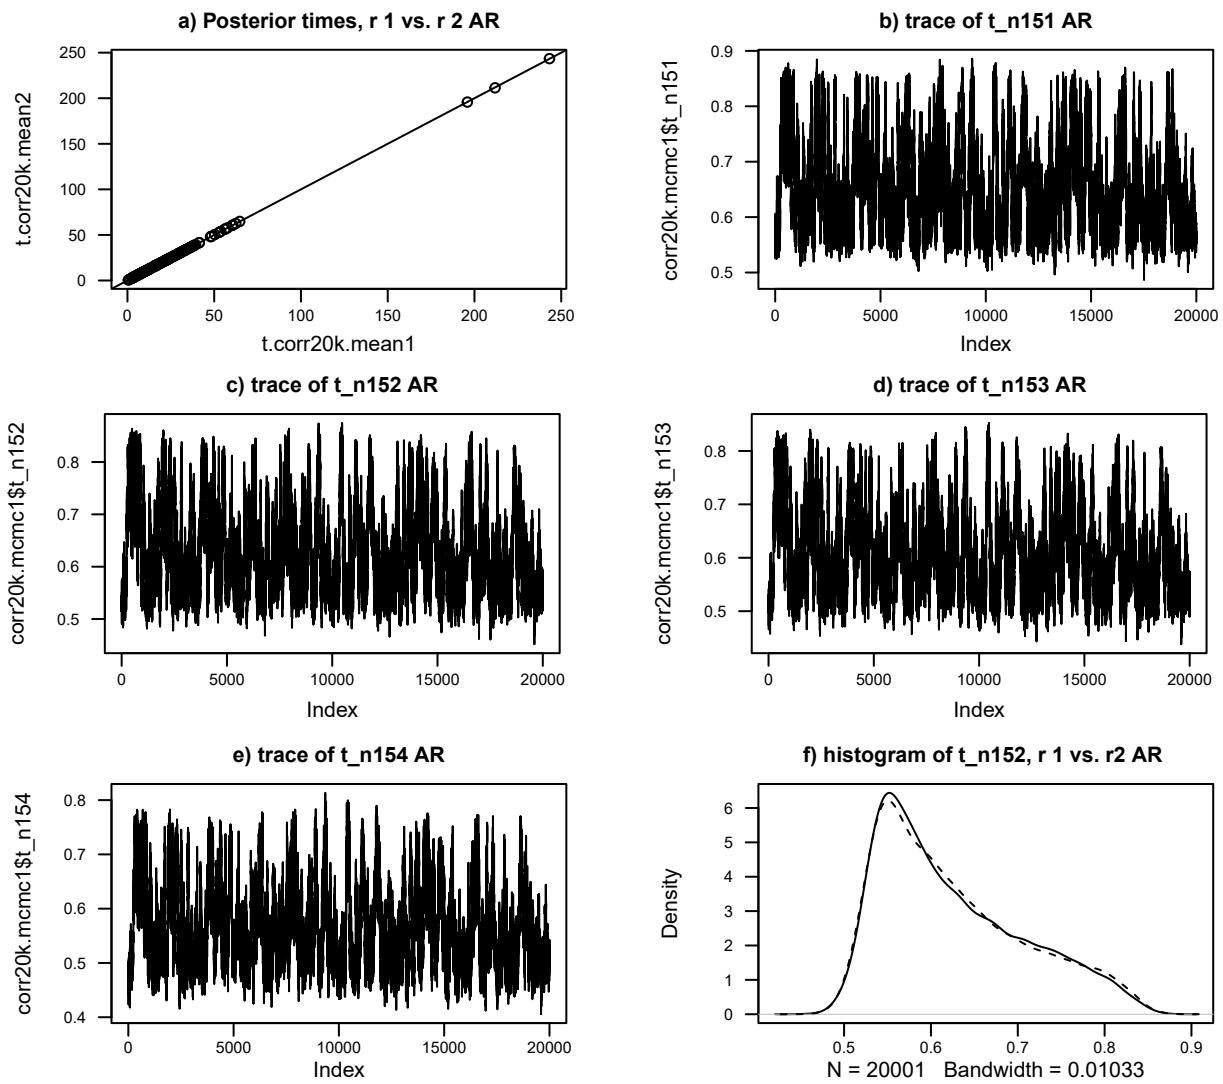 a) Posterior times, r 1 vs. r 2 AR
t.corr20k.mean2
250
200
150
100
50
0
0 50 100 150 200 250
t.corr20k.mean1
b) trace of t_n151 AR
corr20k.mcmc1$t_n151
0.9
0.8
0.7
0.6
0.5
0 5000 10000 15000 20000
Index
c) trace of t_n152 AR
corr20k.mcmc1$t_n152
0.8
0.7
0.6
0.5
0 5000 10000 15000 20000
Index
d) trace of t_n153 AR
corr20k.mcmc1$t_n153
0.8
0.7
0.6
0.5
0 5000 10000 15000 20000
Index
e) trace of t_n154 AR
corr20k.mcmc1$t_n154
0.8
0.7
0.6
0.5
0.4
0 5000 10000 15000 20000
Index
f) histogram of t_n152, r 1 vs. r2 AR
Density
6
5
4
3
2
1
0
0.5 0.6 0.7 0.8 0.9
N = 20001 Bandwidth = 0.01033